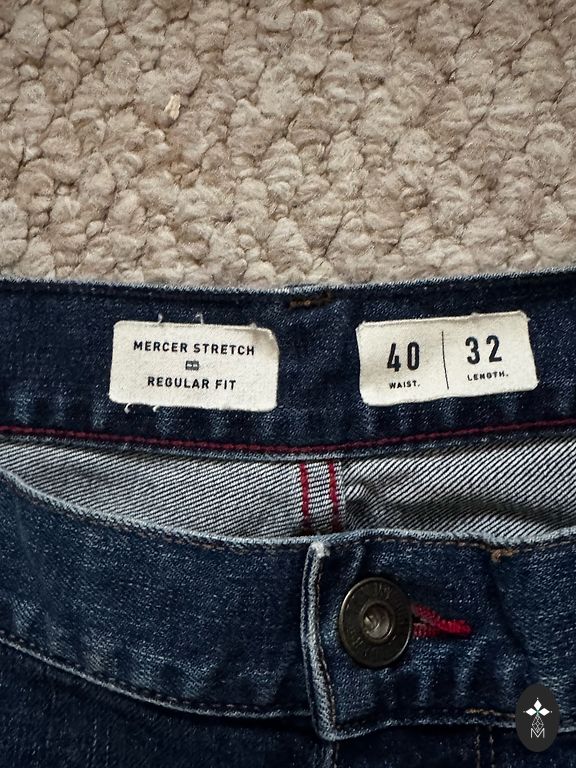 MERCER STRETCH
REGULAR FIT
40
WAIST.
32
LENGTH.
M